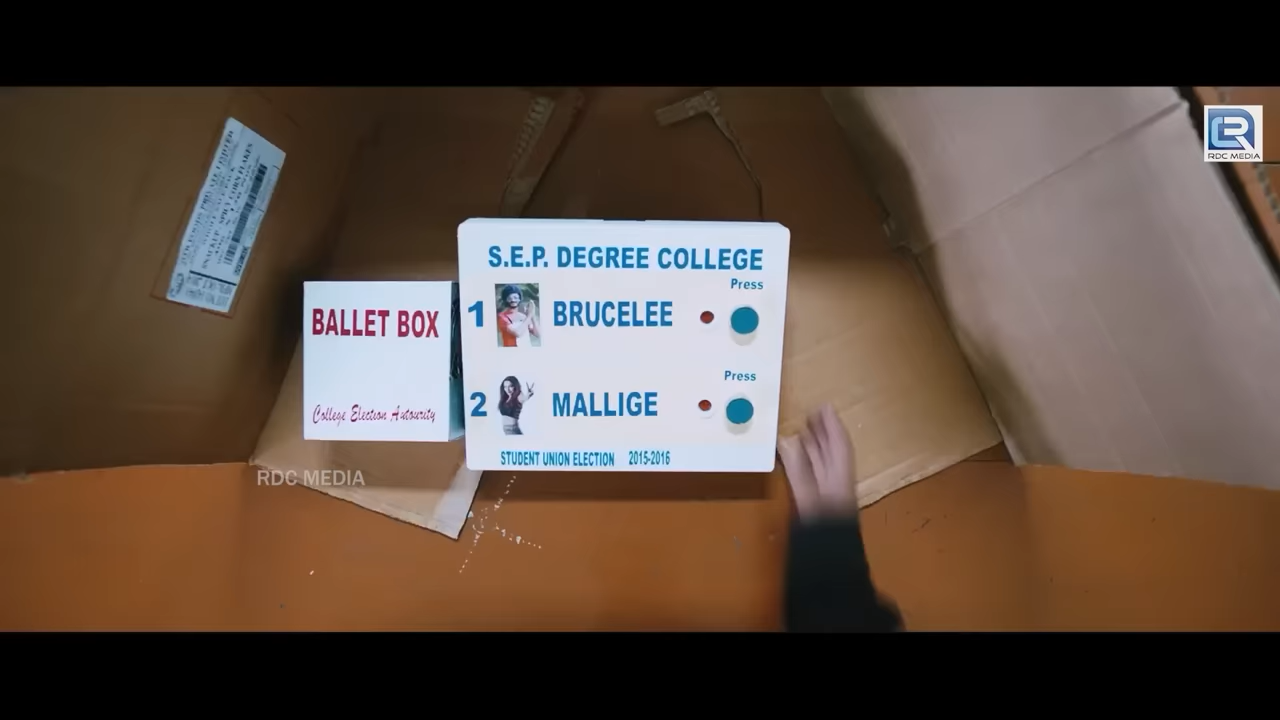 RDC MEDIA
S.E.P. DEGREE COLLEGE
Press
1 BRUCELEE
Press
2 MALLIGE
STUDENT UNION ELECTION 2015-2016
BALLET BOX
College Election Autourity
RDC MEDIA